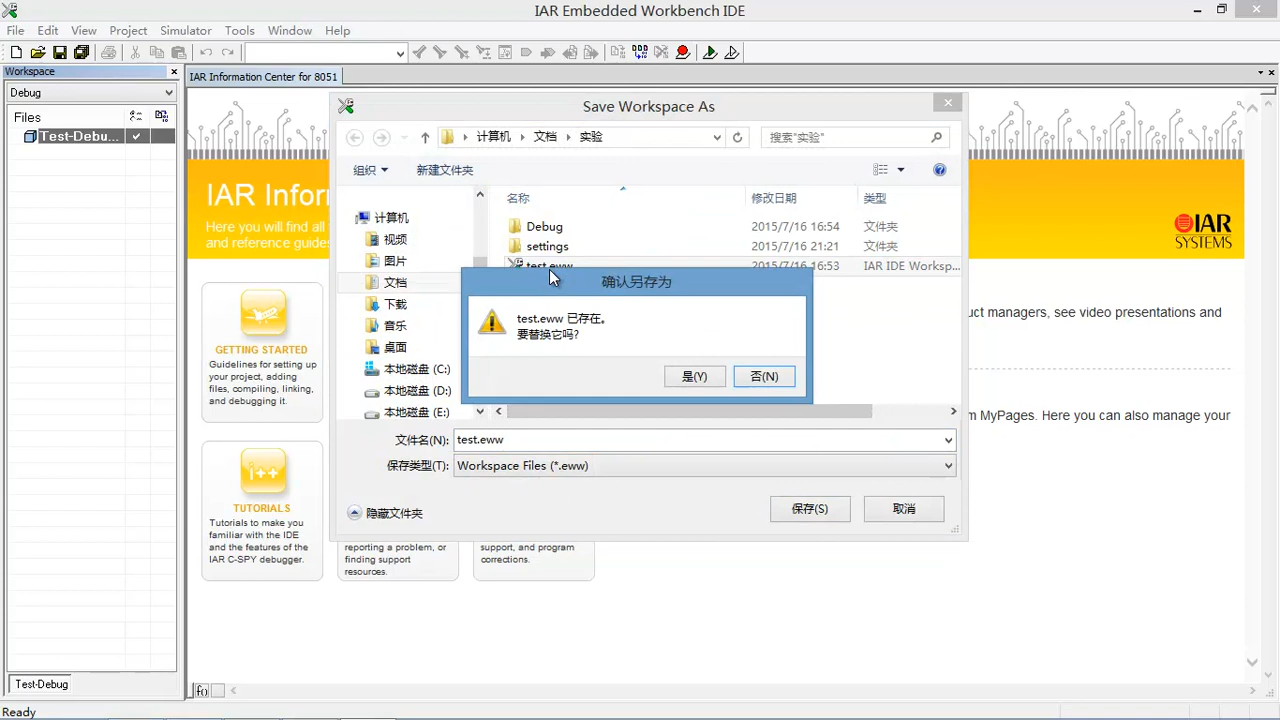 IAR Embedded Workbench IDE
File Edit View Project Simulator Tools Window Help
Workspace
IAR Information Center for 8051
Debug
Files
Test-Debu...
Test-Debug
Ready
IAR Infor
Here you will find all
and reference guides
IAR
SYSTEMS
GETTING STARTED
Guidelines for setting up
your project, adding
files, compiling, linking,
and debugging it.
i++
TUTORIALS
Tutorials to make you
familiar with the IDE
and the features of the
IAR C-SPY debugger.
reporting a problem, or
finding support
resources.
support, and program
corrections.
ct managers, see video presentations and
m MyPages. Here you can also manage your
Save Workspace As
计算机 文档 实验
搜索"实验"
组织 新建文件夹
名称 修改日期 类型
计算机
视频
图片
文档
下载
音乐
桌面
本地磁盘 (C:)
本地磁盘 (D:)
本地磁盘 (E:)
Debug 2015/7/16 16:54 文件夹
settings 2015/7/16 21:21 文件夹
test.eww 2015/7/16 16:53 IAR IDE Worksp...
确认另存为
test.eww 已存在。
要替换它吗?
是(Y) 否(N)
文件名(N): test.eww
保存类型(T): Workspace Files (*.eww)
隐藏文件夹 保存(S) 取消